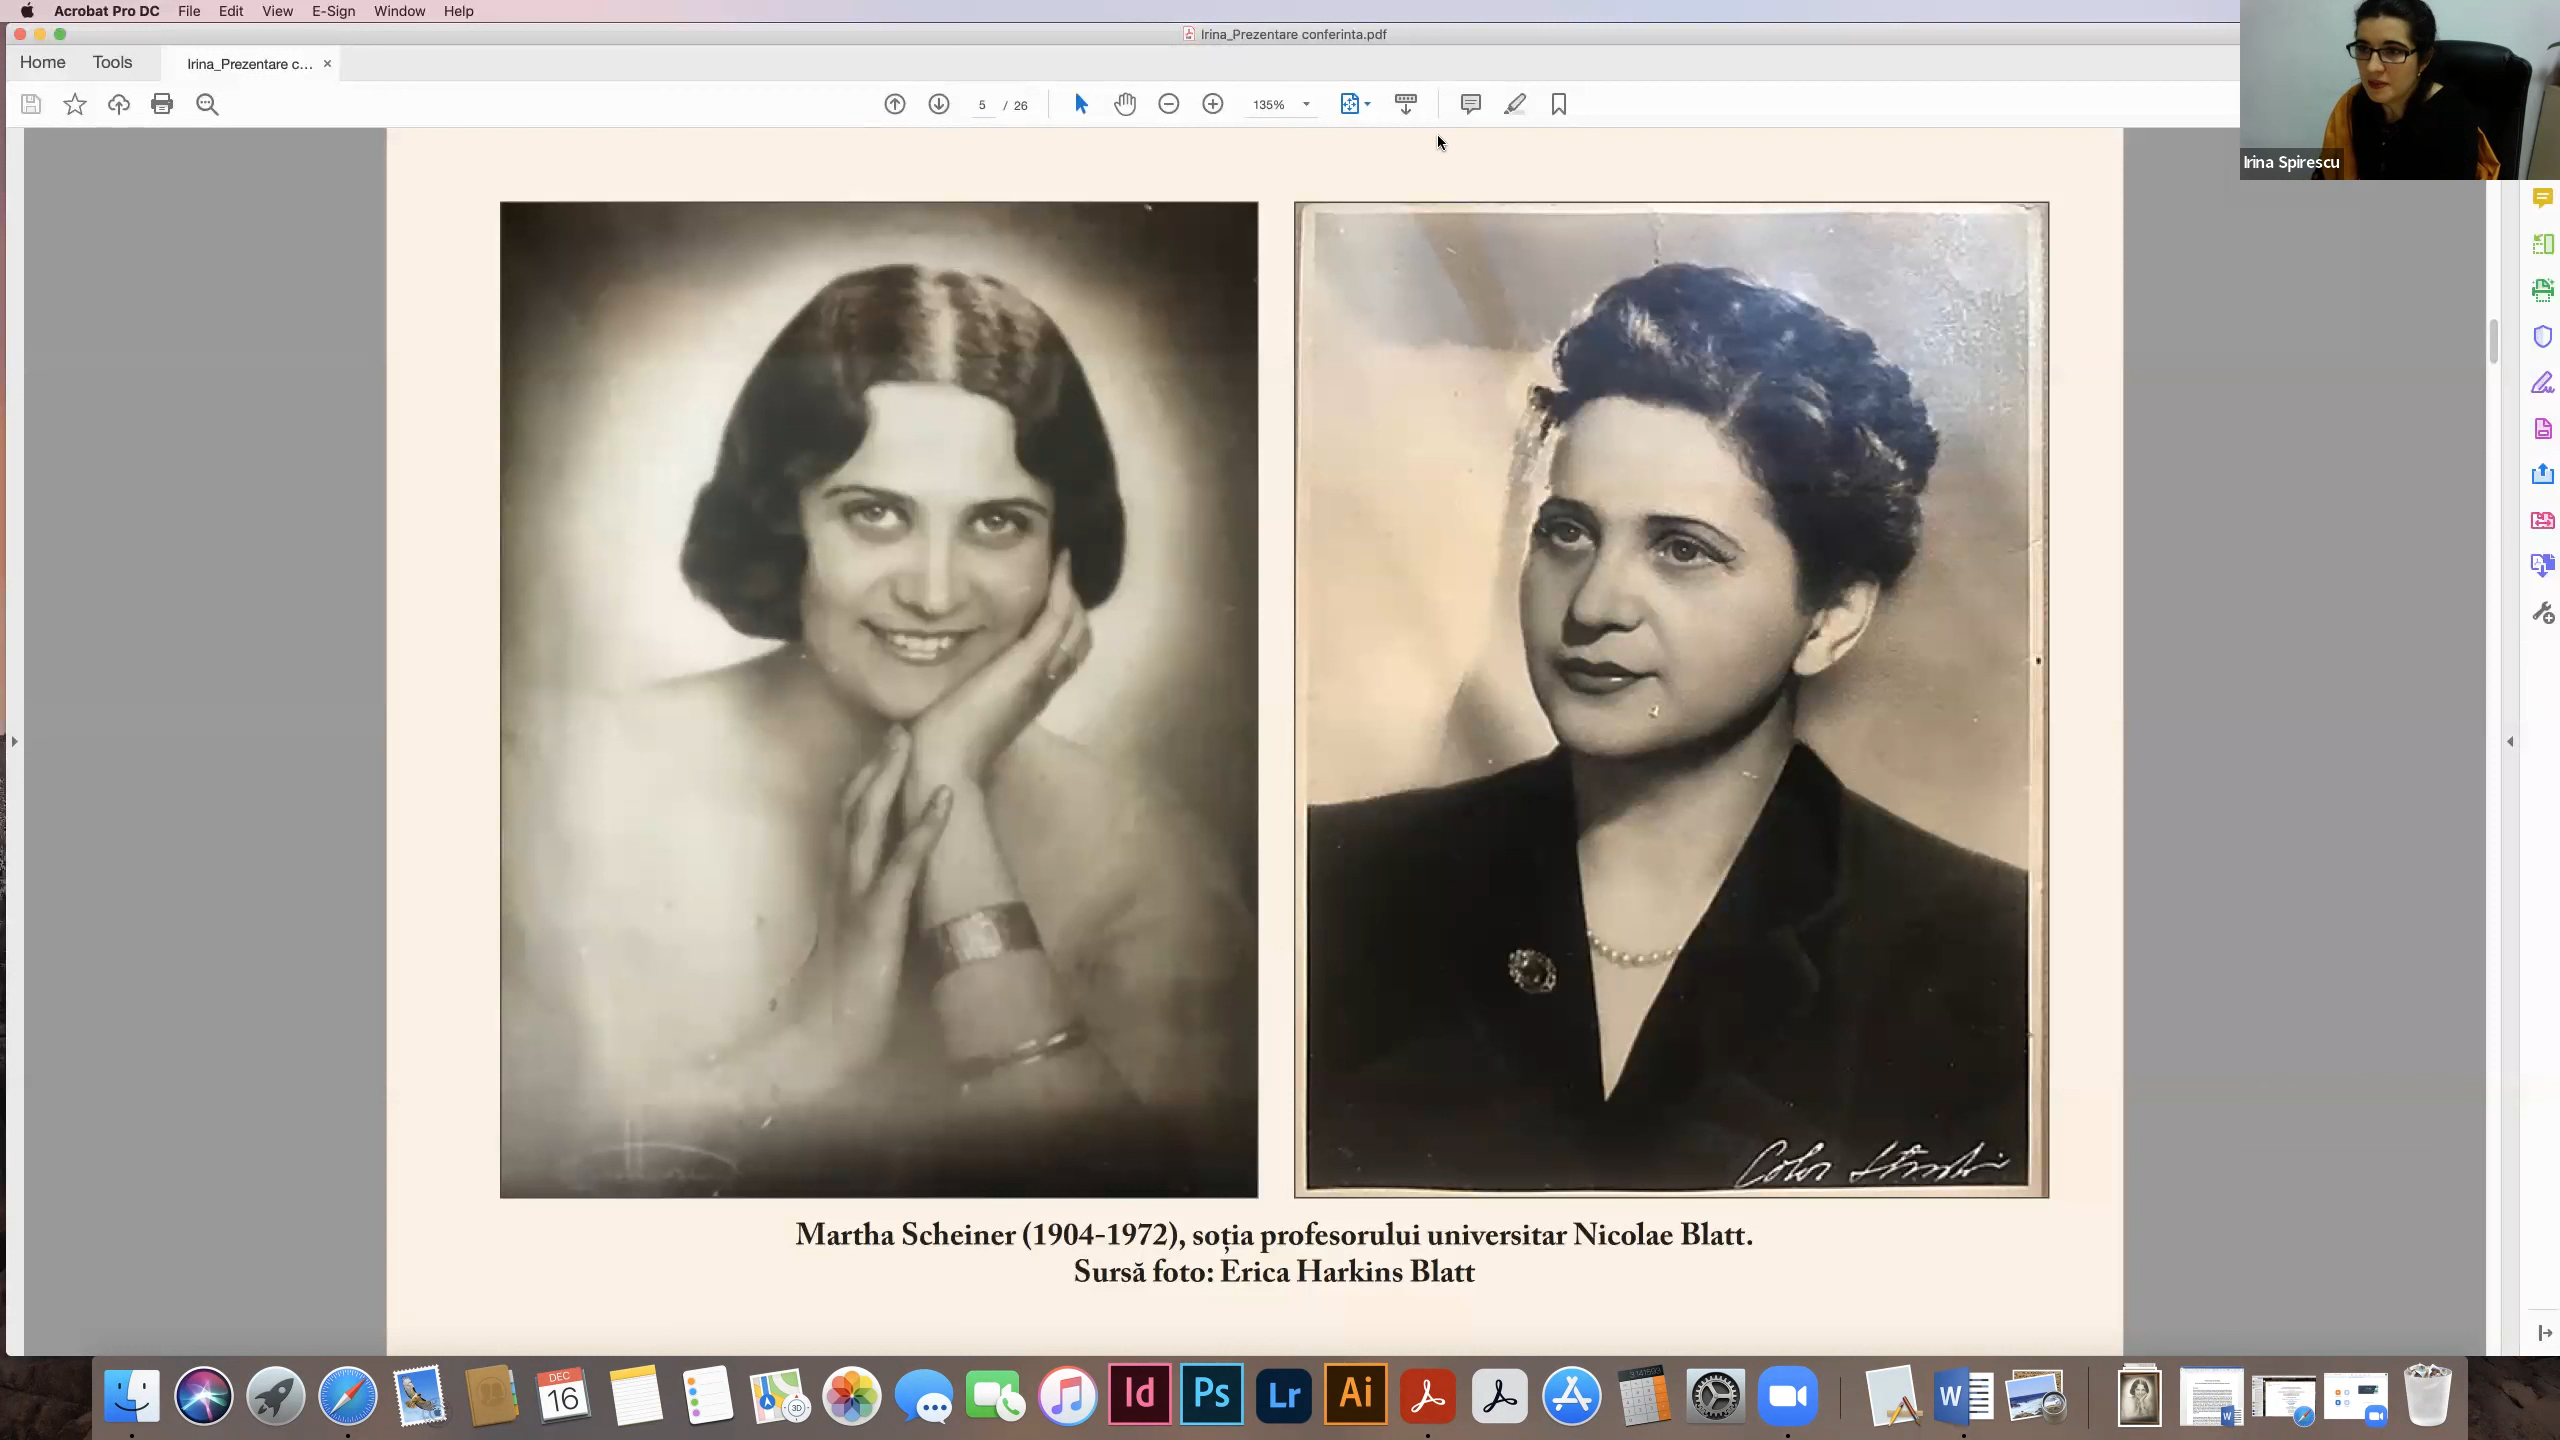 Acrobat Pro DC File Edit View E-Sign Window Help
Irina_Prezentare conferinta.pdf
Home Tools Irina_Prezentare c... ×
5 / 26 135%
Irina Spirescu
Martha Scheiner (1904-1972), soția profesorului universitar Nicolae Blatt.
Sursă foto: Erica Harkins Blatt
DEC
16
3D
Id Ps Lr Ai
W